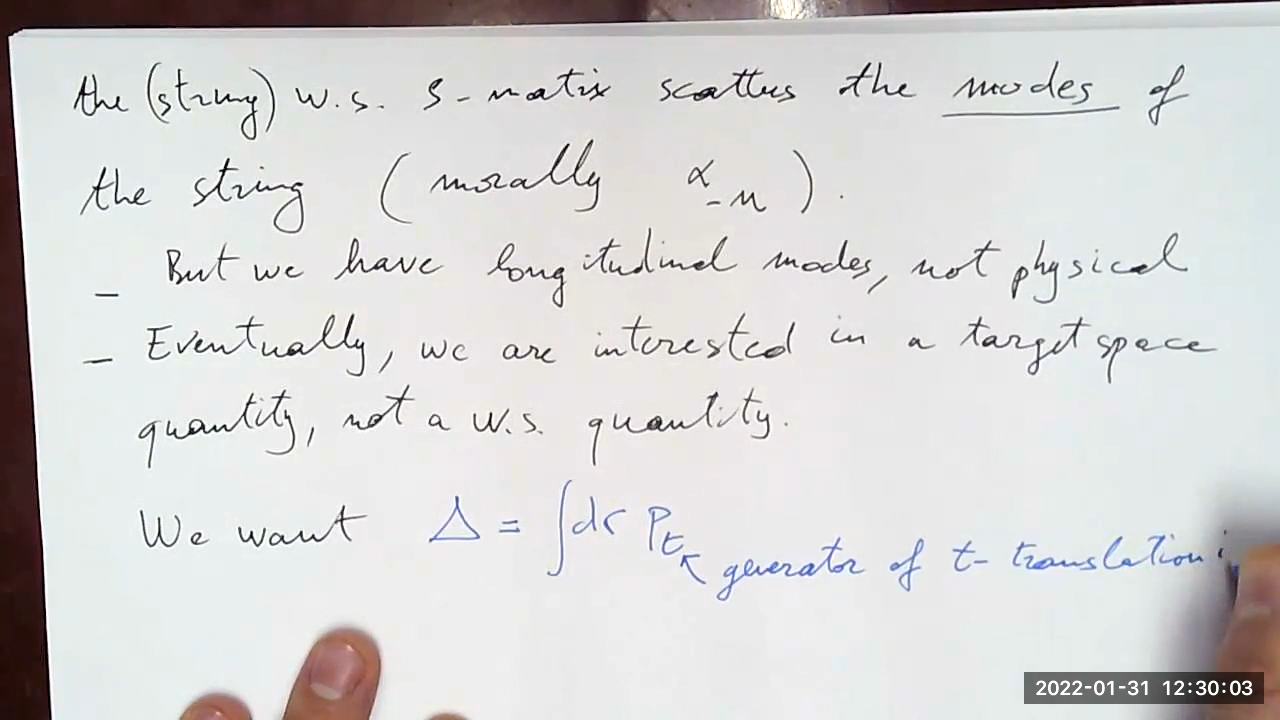 the (string) w.s. S-matrix scatters the modes of
the string (morally α_-n).
_ But we have longitudinal modes, not physical
_ Eventually, we are interested in a target space
quantity, not a w.s. quantity.
We want Δ = ∫dσ P_t ↖ generator of t-translation
2022-01-31 12:30:03